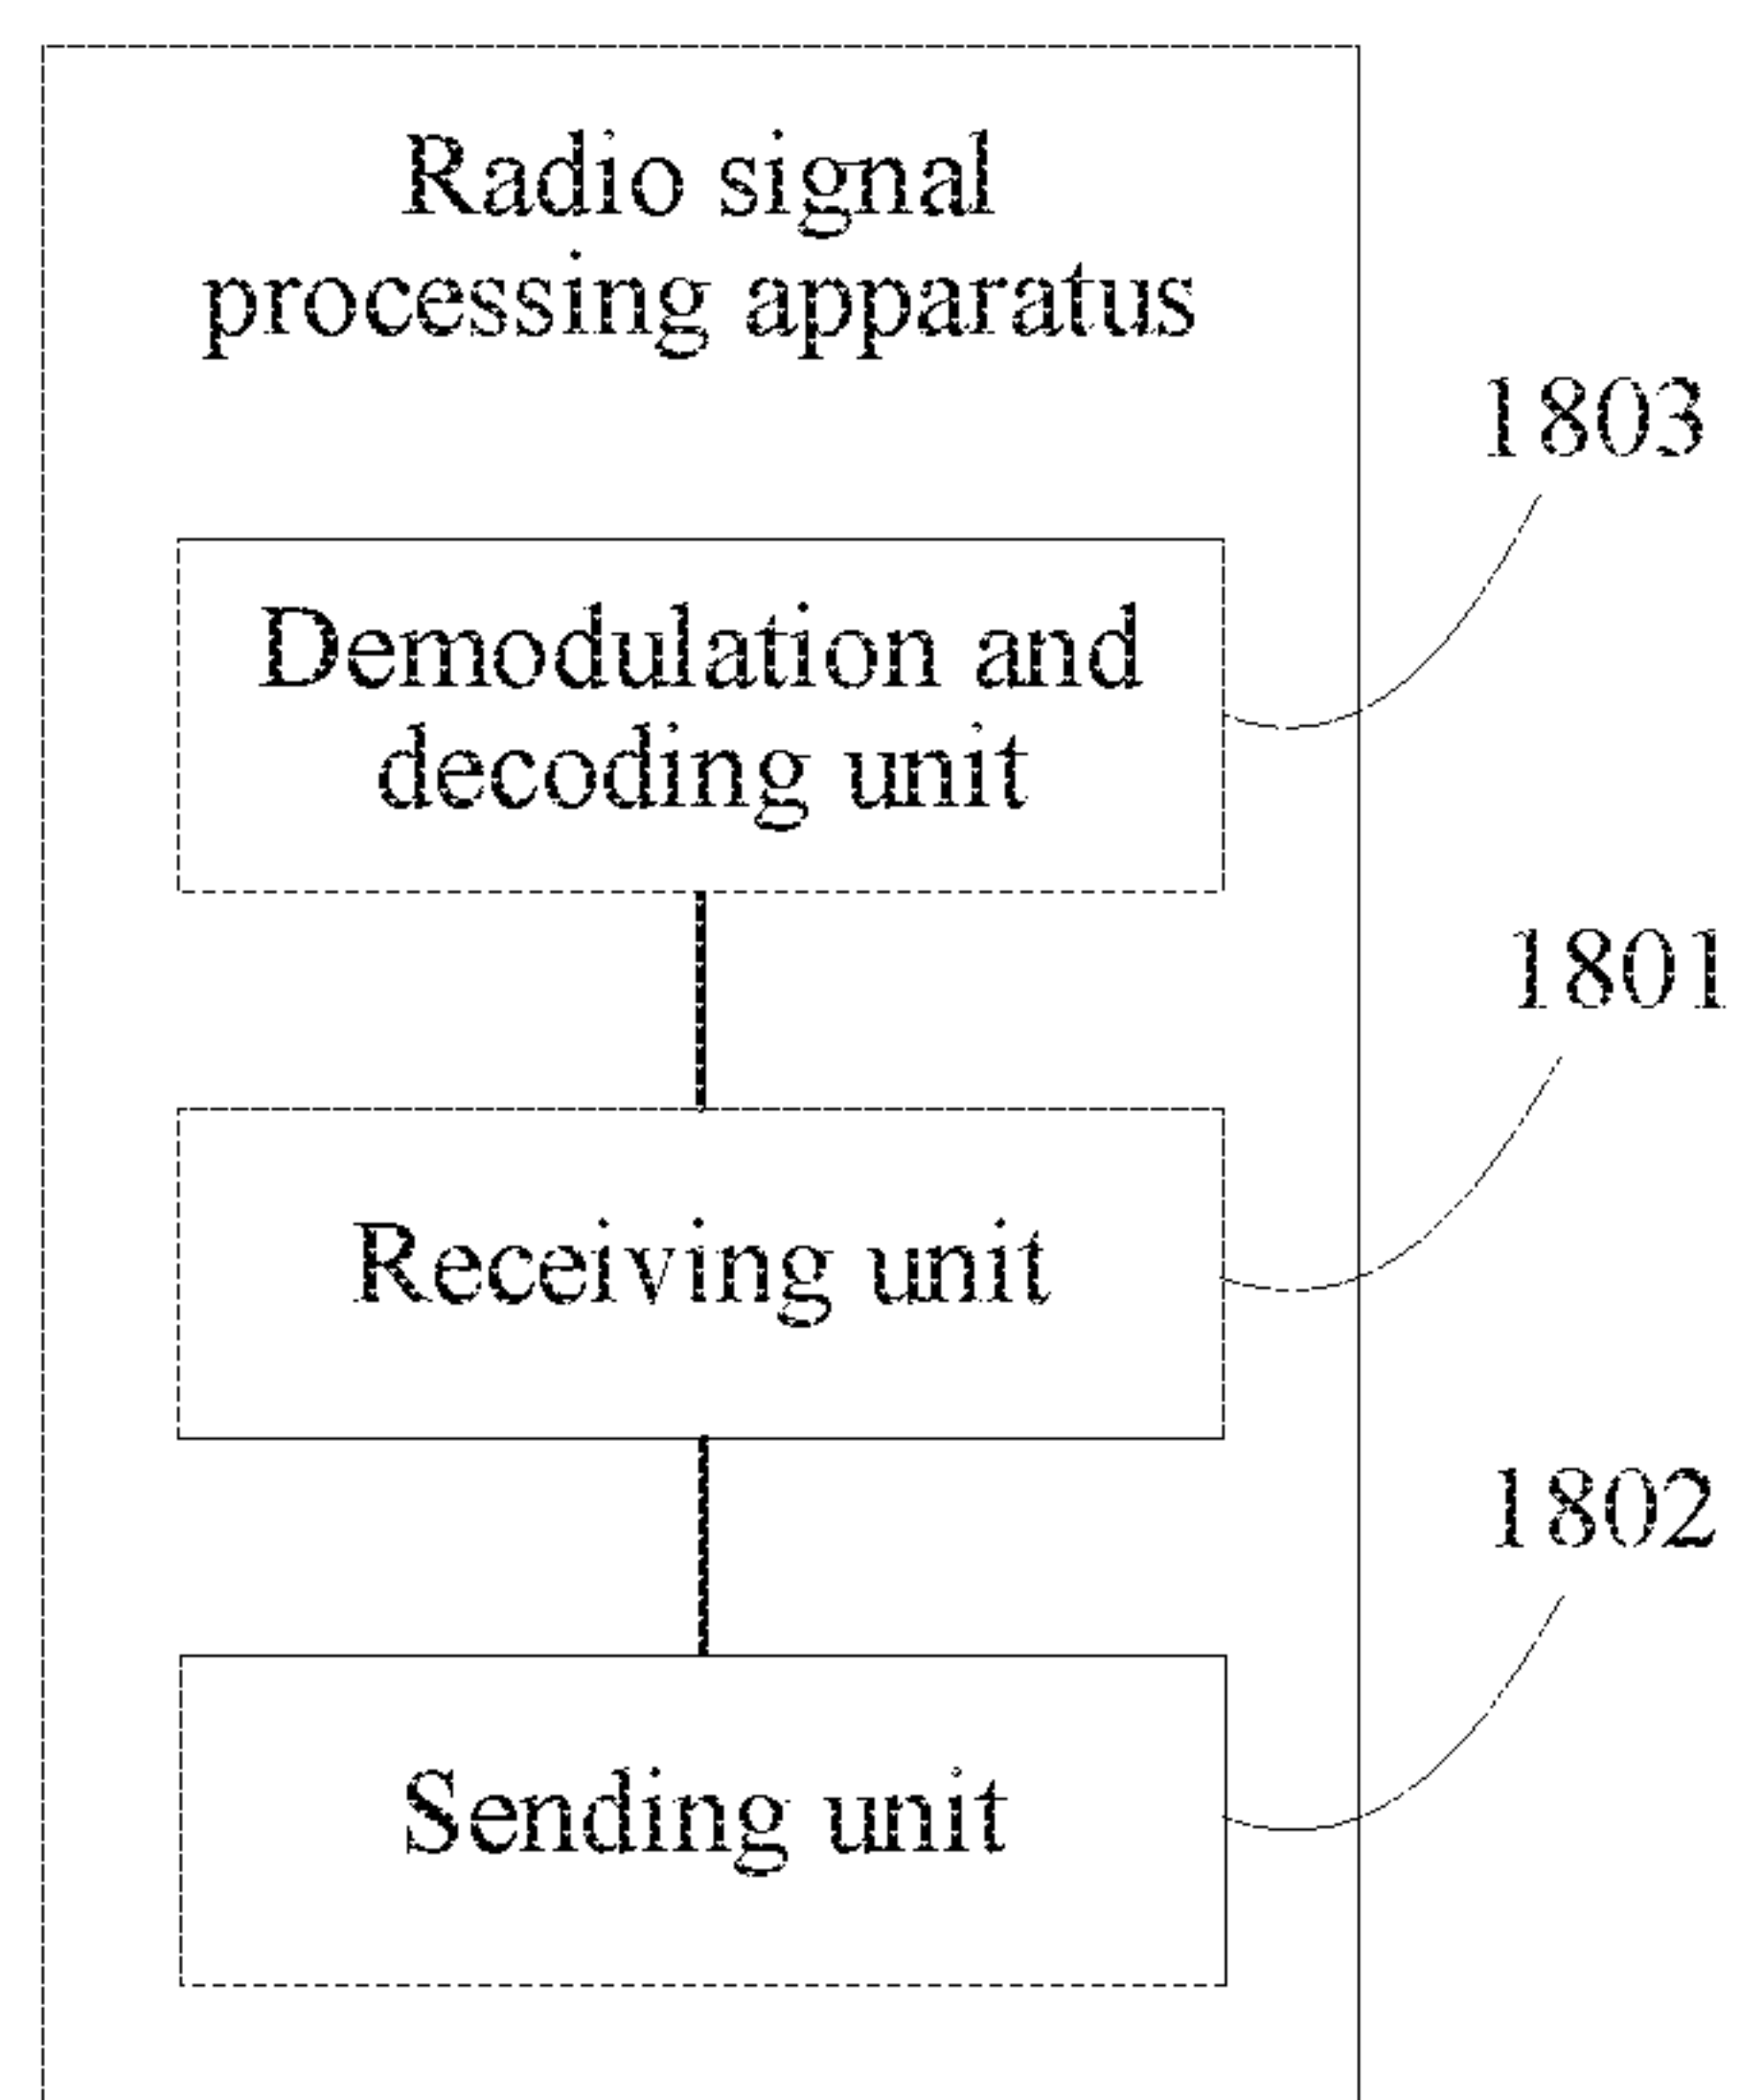 Radio signal
processing apparatus
1803
Demodulation and
decoding unit
1801
Receiving unit
1802
Sending unit